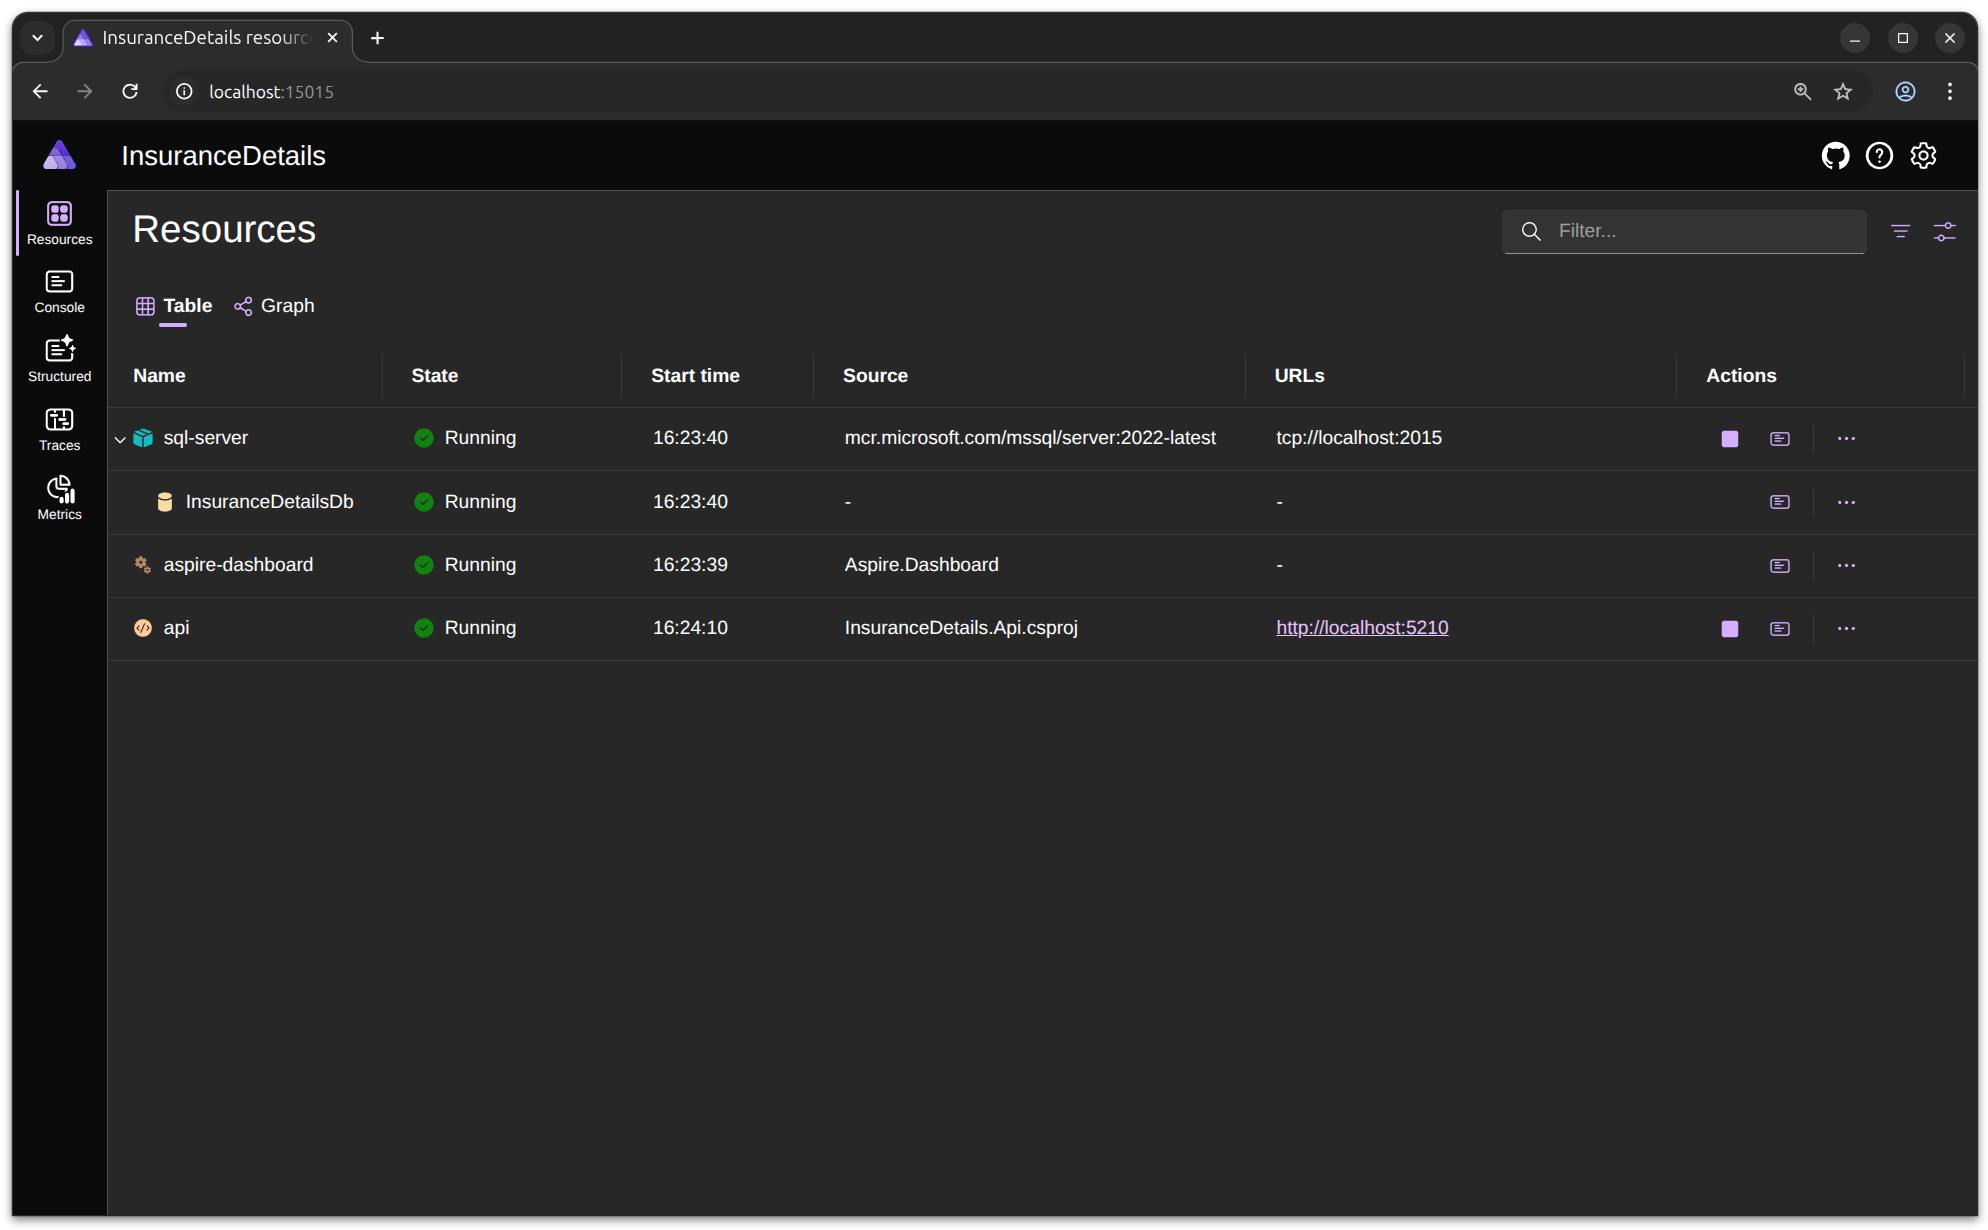 InsuranceDetails resourc
localhost:15015
InsuranceDetails
Resources
Console
Structured
Traces
Metrics
Resources
Filter...
Table Graph
Name State Start time Source URLs Actions
sql-server Running 16:23:40 mcr.microsoft.com/mssql/server:2022-latest tcp://localhost:2015
InsuranceDetailsDb Running 16:23:40 - -
aspire-dashboard Running 16:23:39 Aspire.Dashboard -
api Running 16:24:10 InsuranceDetails.Api.csproj http://localhost:5210